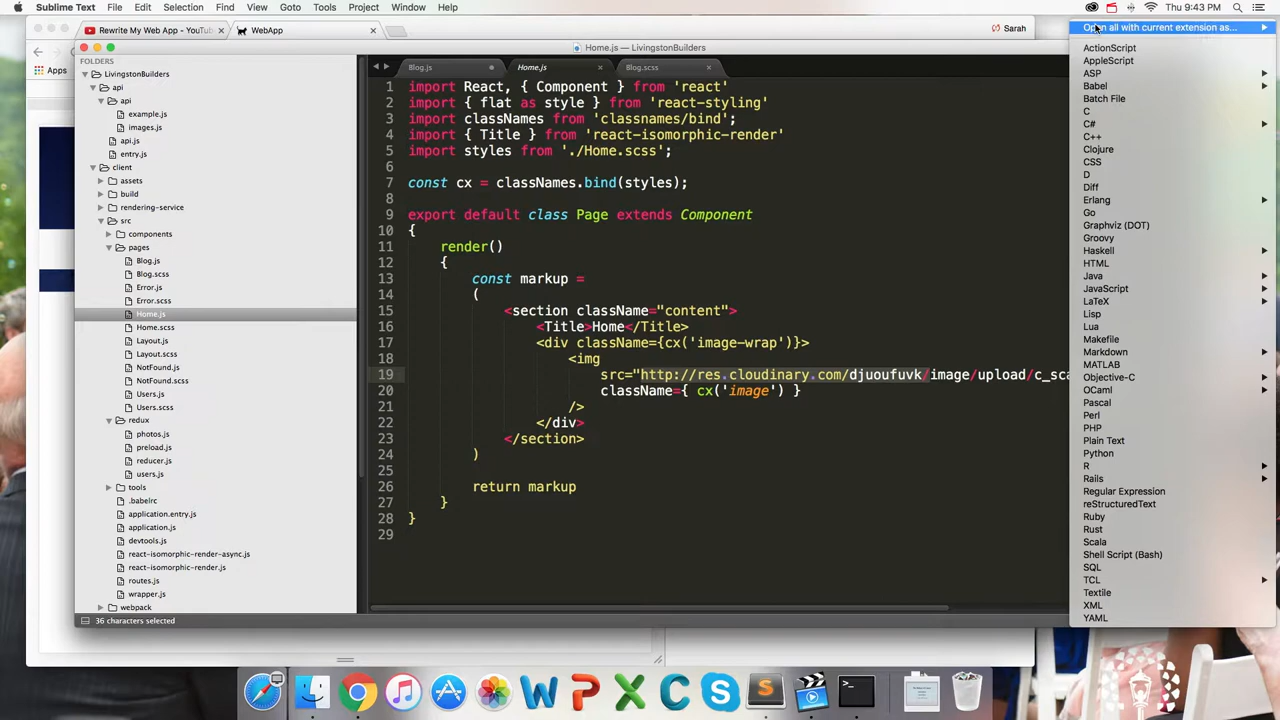 Sublime Text File Edit Selection Find View Goto Tools Project Window Help Thu 9:43 PM
Rewrite My Web App - YouTu WebApp Sarah
Apps
Home.js — LivingstonBuilders
FOLDERS
LivingstonBuilders
api
api
example.js
images.js
api.js
entry.js
client
assets
build
rendering-service
src
components
pages
Blog.js
Blog.scss
Error.js
Error.scss
Home.js
Home.scss
Layout.js
Layout.scss
NotFound.js
NotFound.scss
Users.js
Users.scss
redux
photos.js
preload.js
reducer.js
users.js
tools
.babelrc
application.entry.js
application.js
devtools.js
react-isomorphic-render-async.js
react-isomorphic-render.js
routes.js
wrapper.js
webpack
36 characters selected
Blog.js Home.js Blog.scss
1 import React, { Component } from 'react'
2 import { flat as style } from 'react-styling'
3 import classNames from 'classnames/bind';
4 import { Title } from 'react-isomorphic-render'
5 import styles from './Home.scss';
6
7 const cx = classNames.bind(styles);
8
9 export default class Page extends Component
10 {
11 render()
12 {
13 const markup =
14 (
15 <section className="content">
16 <Title>Home</Title>
17 <div className={cx('image-wrap')}>
18 <img
19 src="http://res.cloudinary.com/djuoufuvk/image/upload/c_sca
20 className={ cx('image') }
21 />
22 </div>
23 </section>
24 )
25
26 return markup
27 }
28 }
29
Open all with current extension as...
ActionScript
AppleScript
ASP
Babel
Batch File
C
C#
C++
Clojure
CSS
D
Diff
Erlang
Go
Graphviz (DOT)
Groovy
Haskell
HTML
Java
JavaScript
LaTeX
Lisp
Lua
Makefile
Markdown
MATLAB
Objective-C
OCaml
Pascal
Perl
PHP
Plain Text
Python
R
Rails
Regular Expression
reStructuredText
Ruby
Rust
Scala
Shell Script (Bash)
SQL
TCL
Textile
XML
YAML